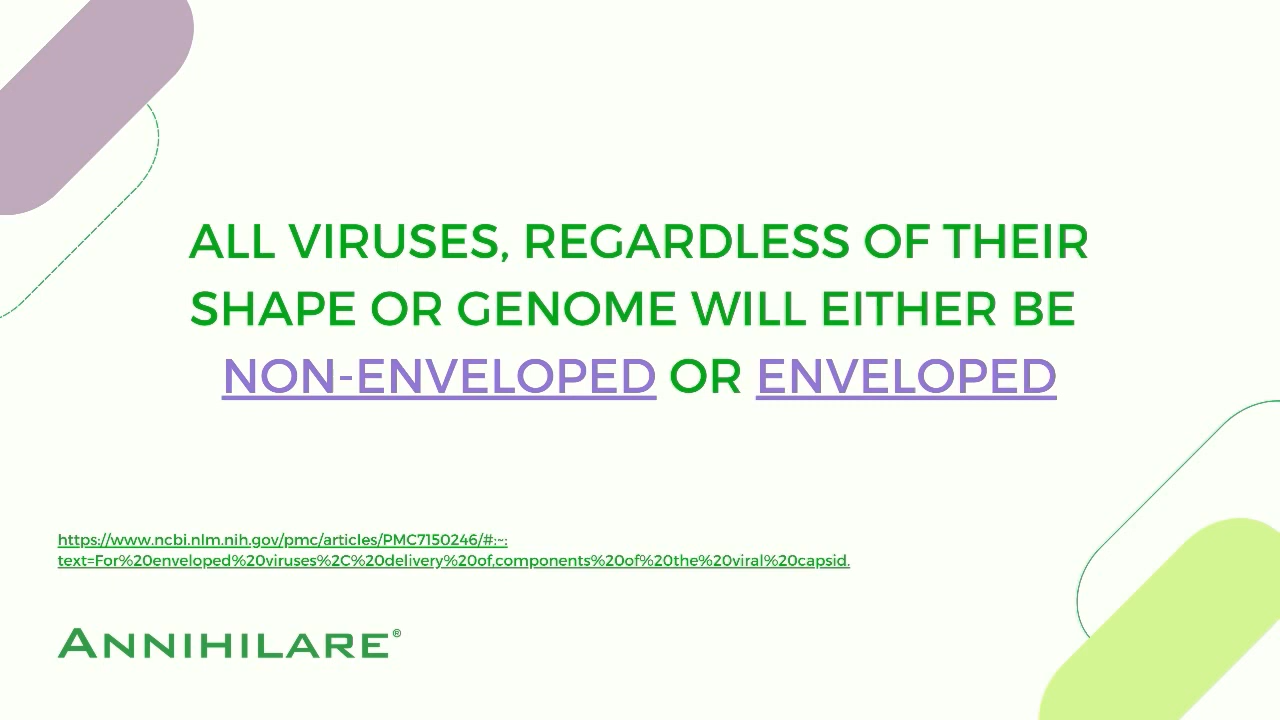 ALL VIRUSES, REGARDLESS OF THEIR
SHAPE OR GENOME WILL EITHER BE
NON-ENVELOPED OR ENVELOPED
https://www.ncbi.nlm.nih.gov/pmc/articles/PMC7150246/#:~:
text=For%20enveloped%20viruses%2C%20delivery%20of,components%20of%20the%20viral%20capsid.
ANNIHILARE®